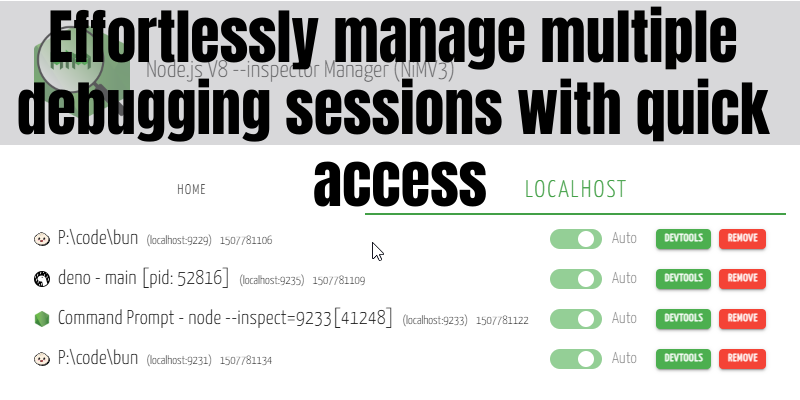 Effortlessly manage multiple
Node.js V8 --inspector Manager (NiMV3)
debugging sessions with quick
access
HOME
LOCALHOST
P:\code\bun (localhost:9229) 150//81106 Auto DEVTOOLS REMOVE
deno - main [pid: 52816] (localhost:9235) 150//81109 Auto DEVTOOLS REMOVE
Command Prompt - node --inspect=9233[41248] (localhost:9233) 150//81122 Auto DEVTOOLS REMOVE
P:\code\bun (localhost:9231) 150//81134 Auto DEVTOOLS REMOVE